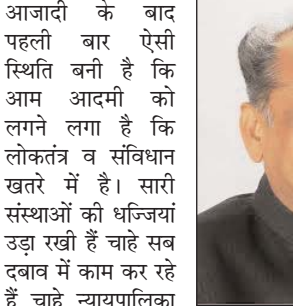 आजादी के बाद
पहली बार ऐसी
स्थिति बनी है कि
आम आदमी को
लगने लगा है कि
लोकतंत्र व संविधान
खतरे में है। सारी
संस्थाओं की धज्जियां
उड़ा रखी हैं चाहे सब
दबाव में काम कर रहे
हैं चाहे न्यायपालिका